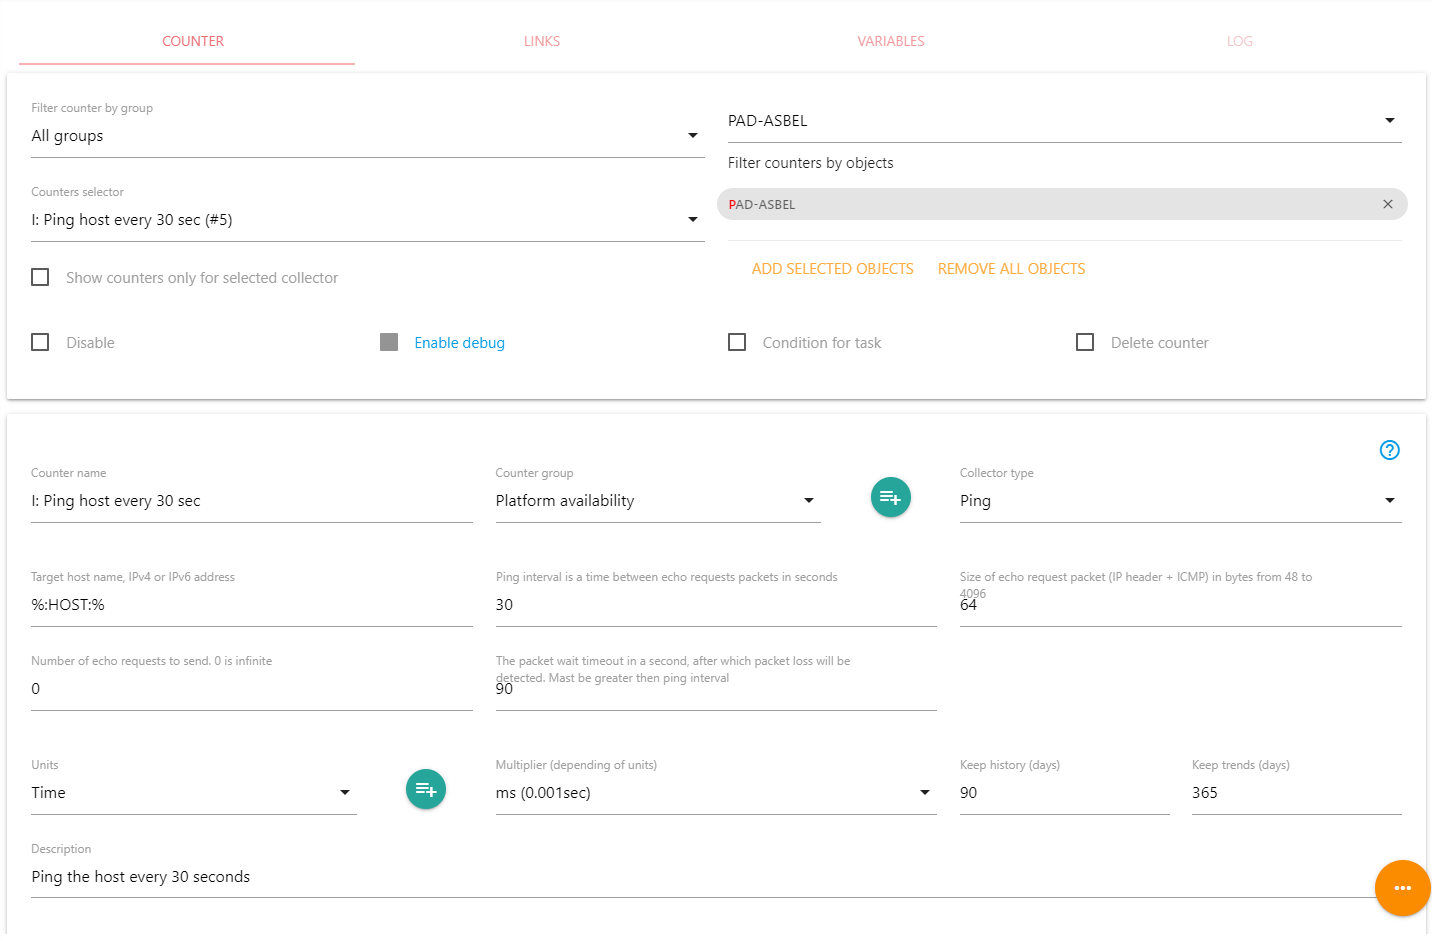 COUNTER
LINKS
VARIABLES
LOG
Filter counter by group
All groups
PAD-ASBEL
Filter counters by objects
Counters selector
I: Ping host every 30 sec (#5)
PAD-ASBEL
Show counters only for selected collector
ADD SELECTED OBJECTS
REMOVE ALL OBJECTS
Disable
Enable debug
Condition for task
Delete counter
Counter name
I: Ping host every 30 sec
Counter group
Platform availability
Collector type
Ping
Target host name, IPv4 or IPv6 address
%:HOST:%
Ping interval is a time between echo requests packets in seconds
30
Size of echo request packet (IP header + ICMP) in bytes from 48 to
4096
64
Number of echo requests to send. 0 is infinite
0
The packet wait timeout in a second, after which packet loss will be
detected. Mast be greater then ping interval
90
Units
Time
Multiplier (depending of units)
ms (0.001sec)
Keep history (days)
90
Keep trends (days)
365
Description
Ping the host every 30 seconds